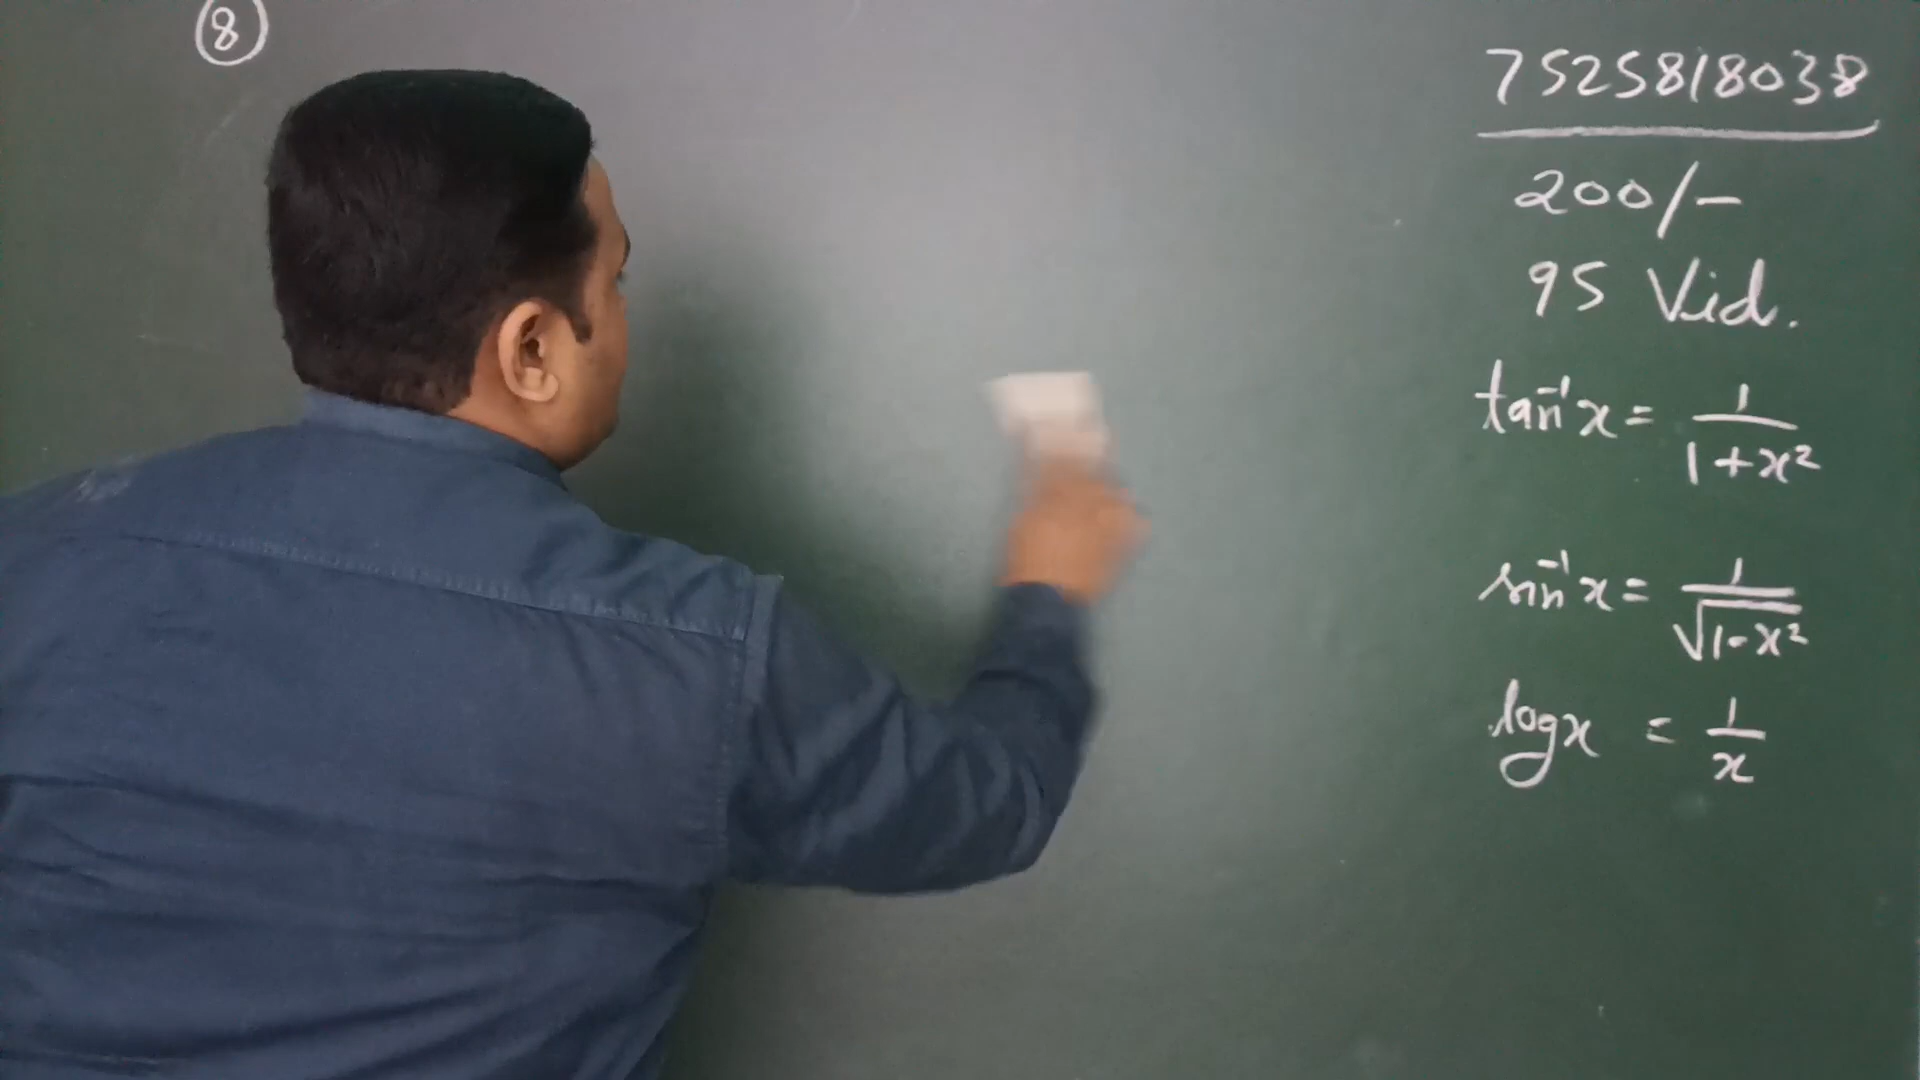 8
7525818038
200/-
95 Vid.
tan⁻¹x = 1/(1+x²)
sin⁻¹x = 1/√(1-x²)
logx = 1/x